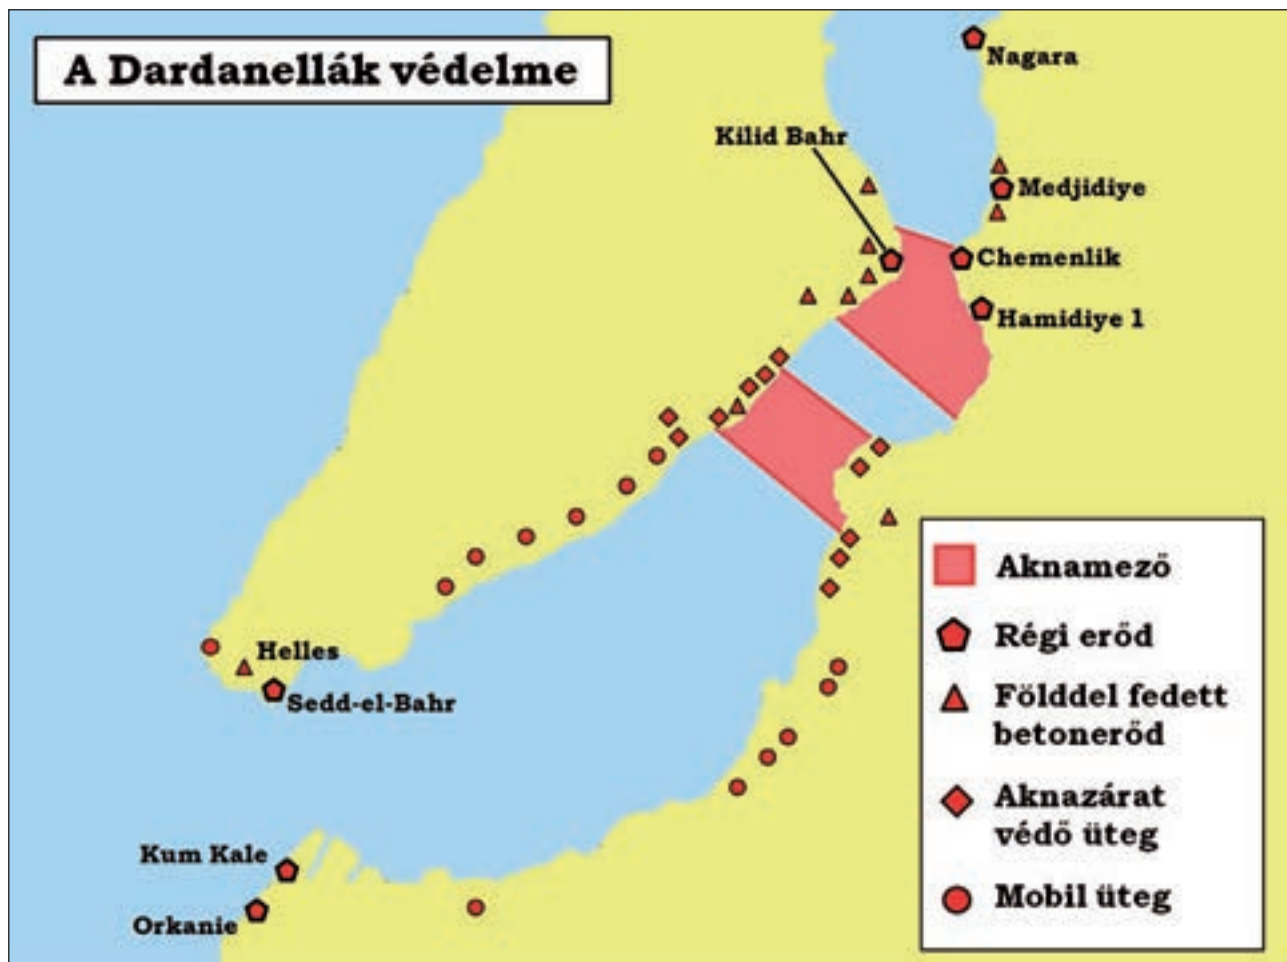 A Dardanellák védelme
Nagara
Kilid Bahr
Medjidiye
Chemenlik
Hamidiye 1
Helles
Sedd-el-Bahr
Kum Kale
Orkanie
Aknamező
Régi erőd
Földdel fedett
betonerőd
Aknazárat
védő üteg
Mobil üteg